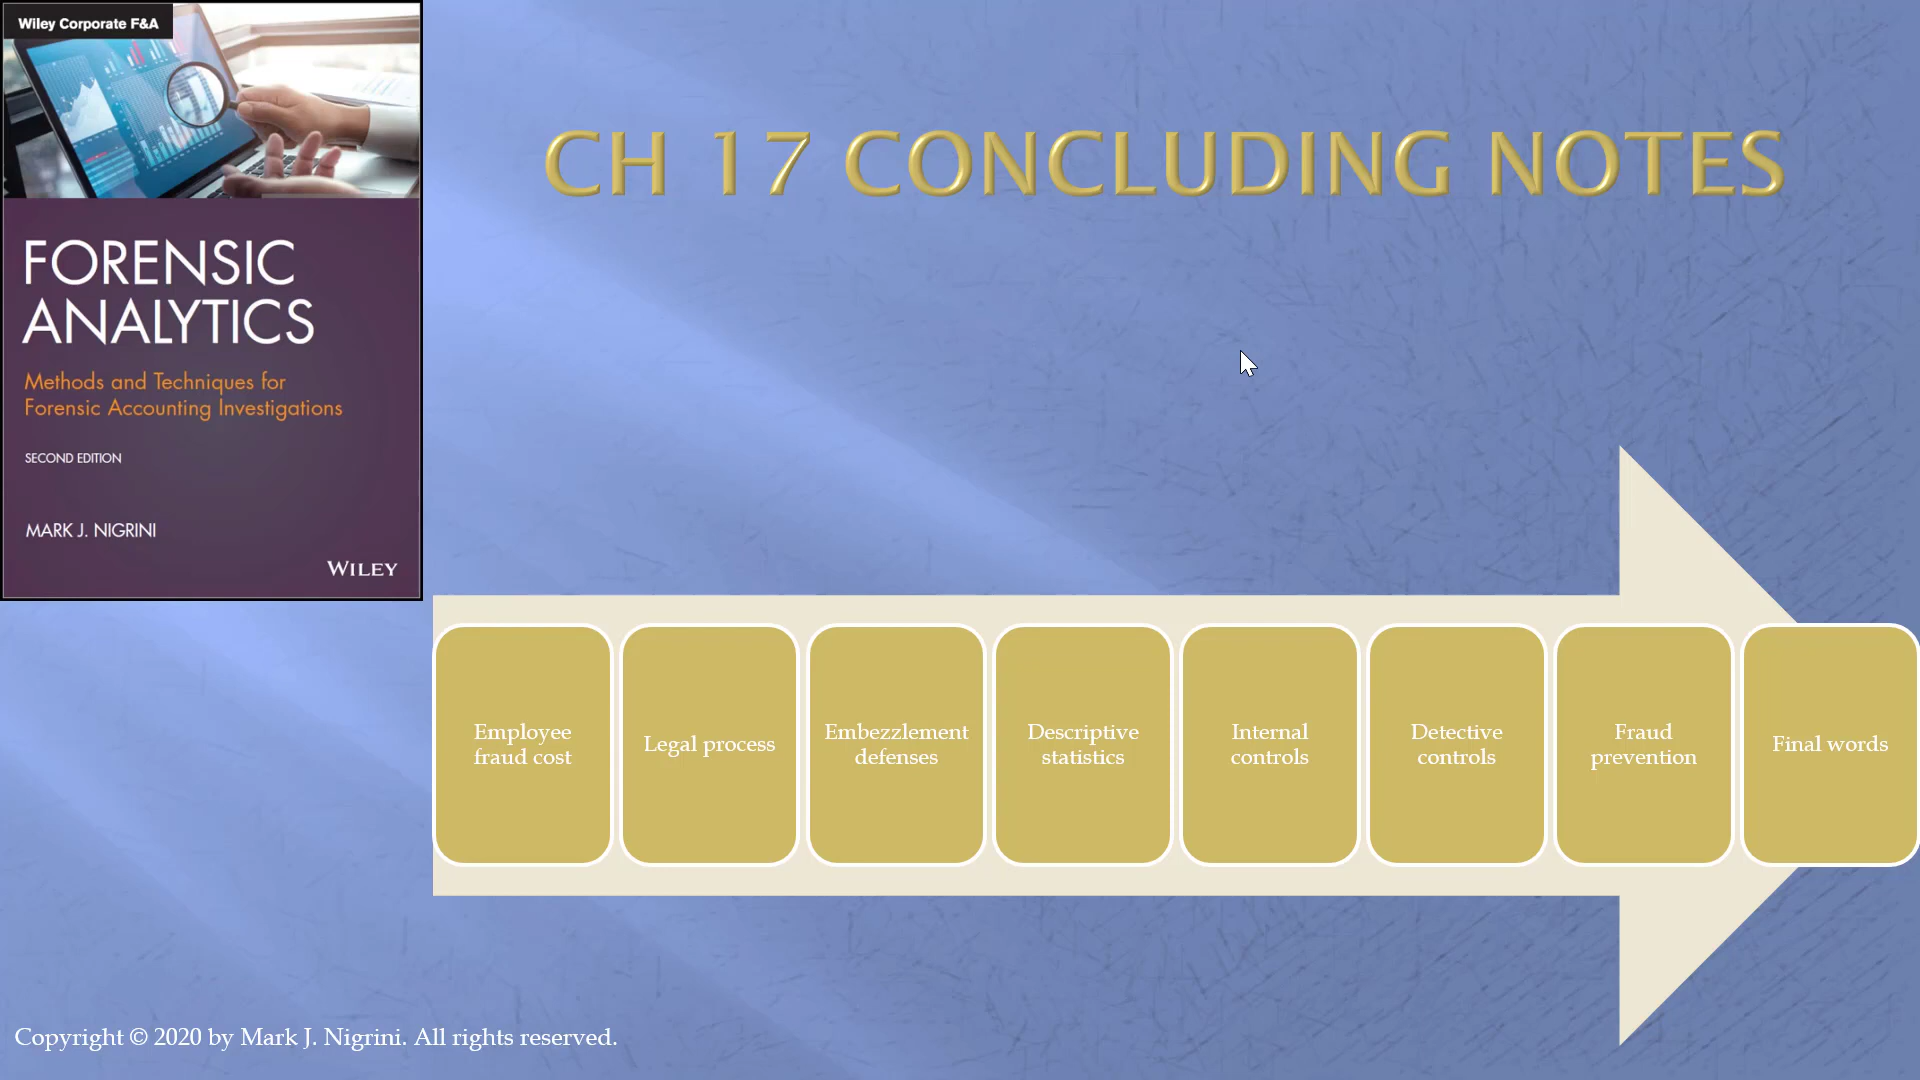 Wiley Corporate F&A
FORENSIC
ANALYTICS
Methods and Techniques for
Forensic Accounting Investigations
SECOND EDITION
MARK J. NIGRINI
WILEY
CH 17 CONCLUDING NOTES
Employee
fraud cost
Legal process
Embezzlement
defenses
Descriptive
statistics
Internal
controls
Detective
controls
Fraud
prevention
Final words
Copyright © 2020 by Mark J. Nigrini. All rights reserved.